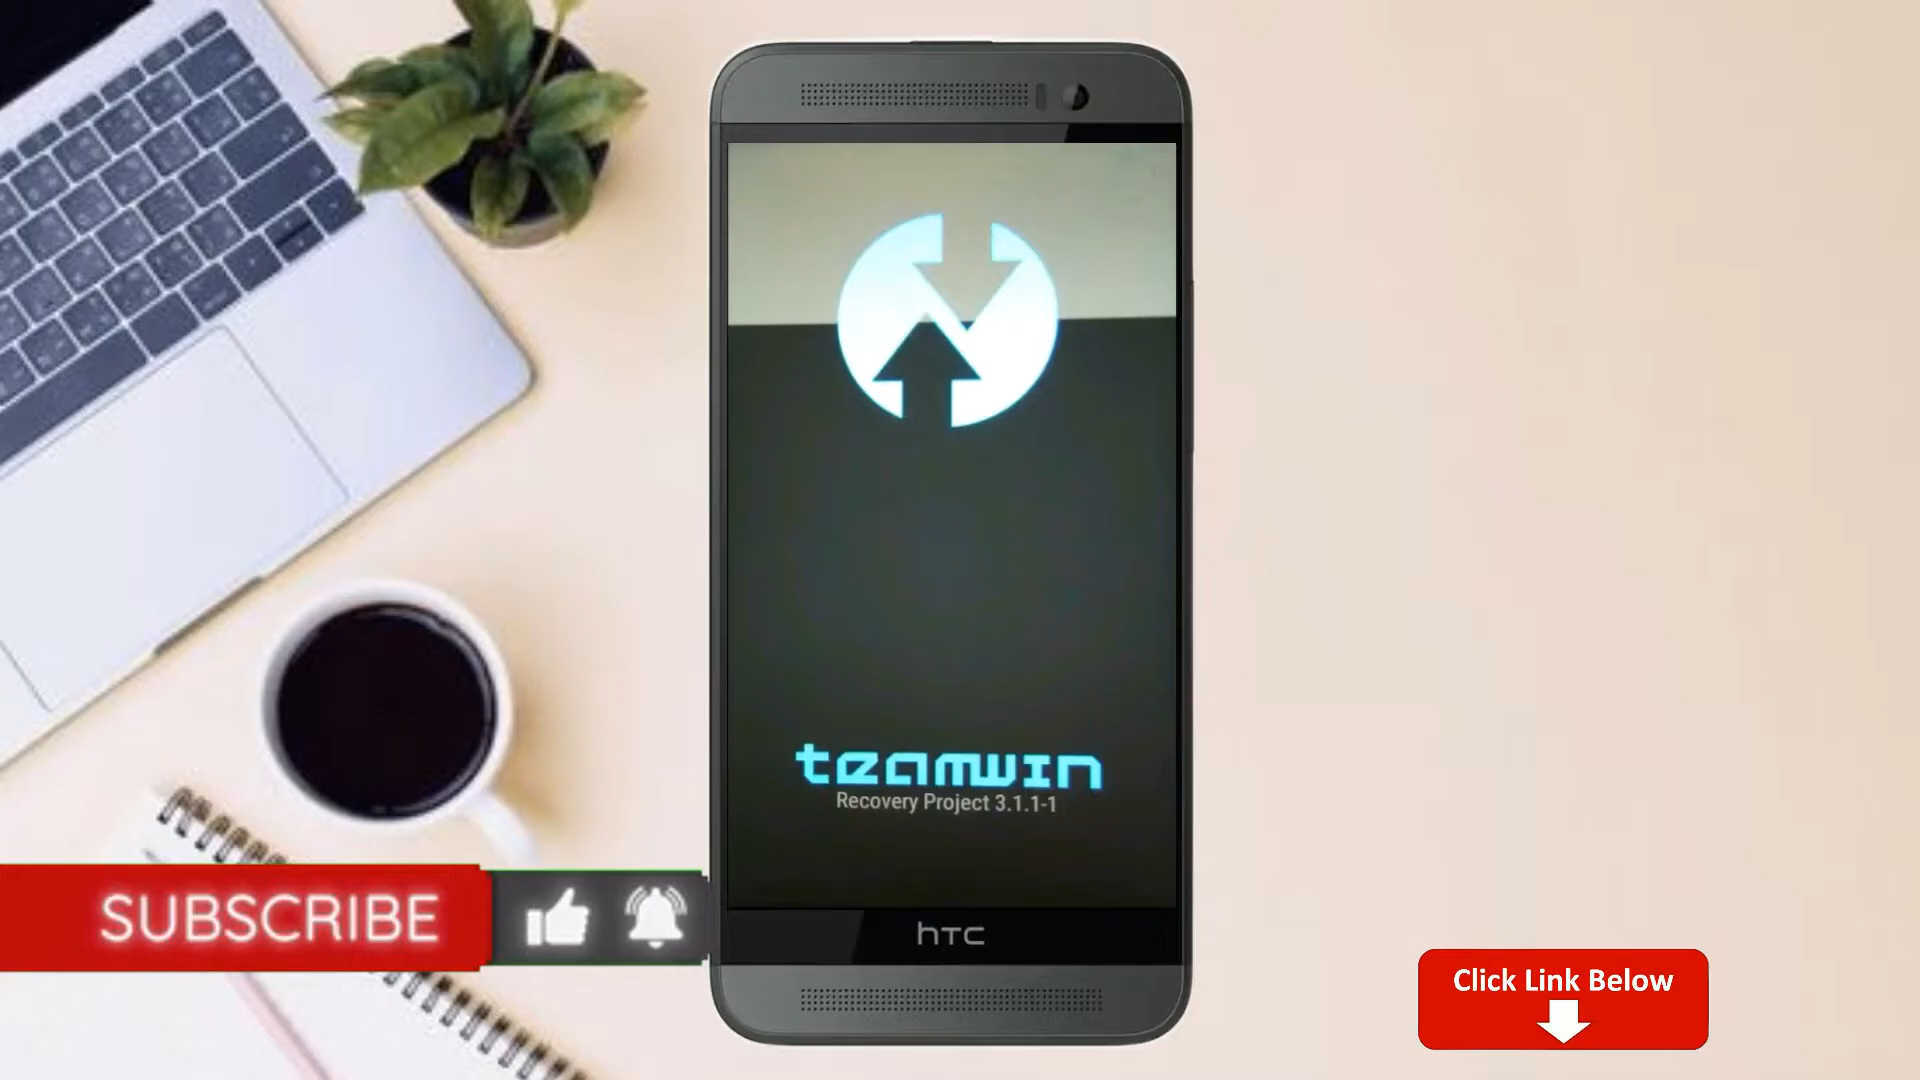 teamwin
Recovery Project 3.1.1-1
SUBSCRIBE
hTC
Click Link Below